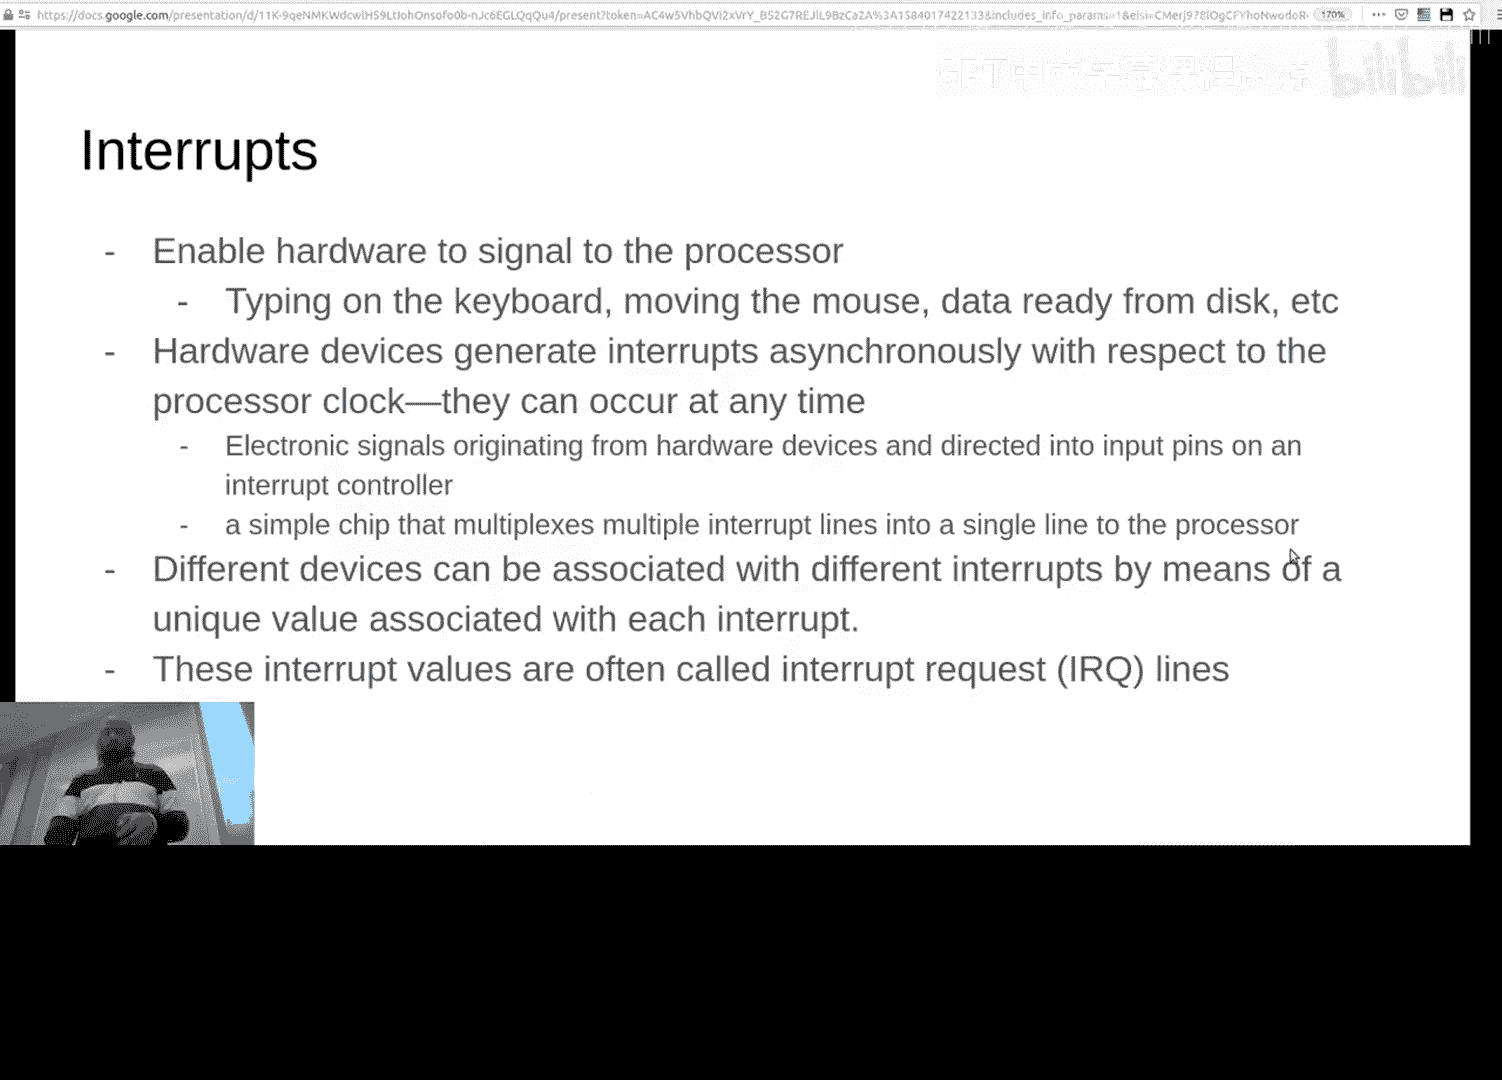 Interrupts
- Enable hardware to signal to the processor
- Typing on the keyboard, moving the mouse, data ready from disk, etc
- Hardware devices generate interrupts asynchronously with respect to the
processor clock—they can occur at any time
- Electronic signals originating from hardware devices and directed into input pins on an
interrupt controller
- a simple chip that multiplexes multiple interrupt lines into a single line to the processor
- Different devices can be associated with different interrupts by means of a
unique value associated with each interrupt.
- These interrupt values are often called interrupt request (IRQ) lines
170%
bilibili